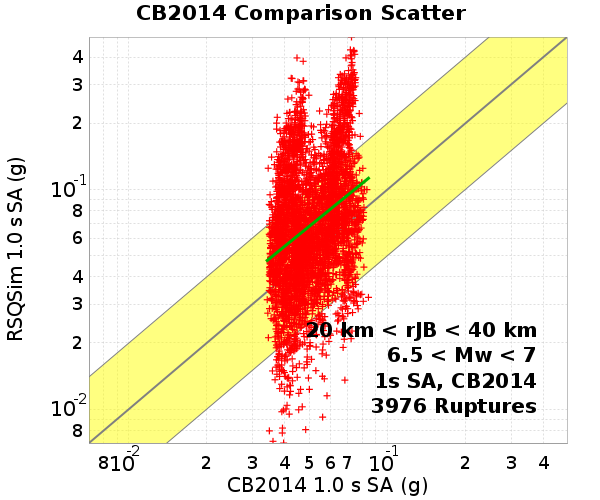 CB2014 Comparison Scatter
RSQSim 1.0 s SA (g)
4
3
2
10-1
8
6
4
3
2
10-2
8
20 km < rJB < 40 km
6.5 < Mw < 7
1s SA, CB2014
3976 Ruptures
8 10-2 2 3 4 5 6 7 10-1 2 3 4
CB2014 1.0 s SA (g)